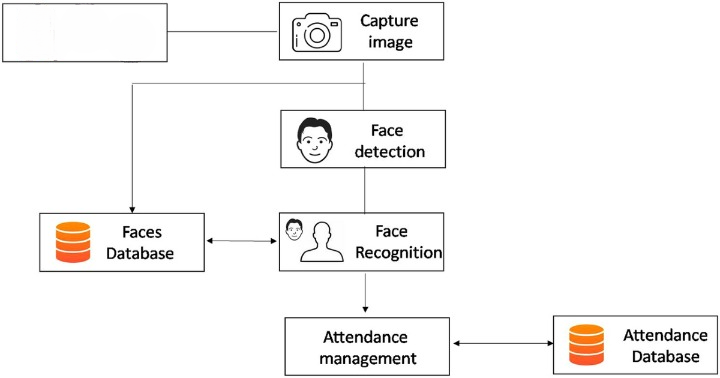 Capture
image
Face
detection
Faces
Database
Face
Recognition
Attendance
management
Attendance
Database